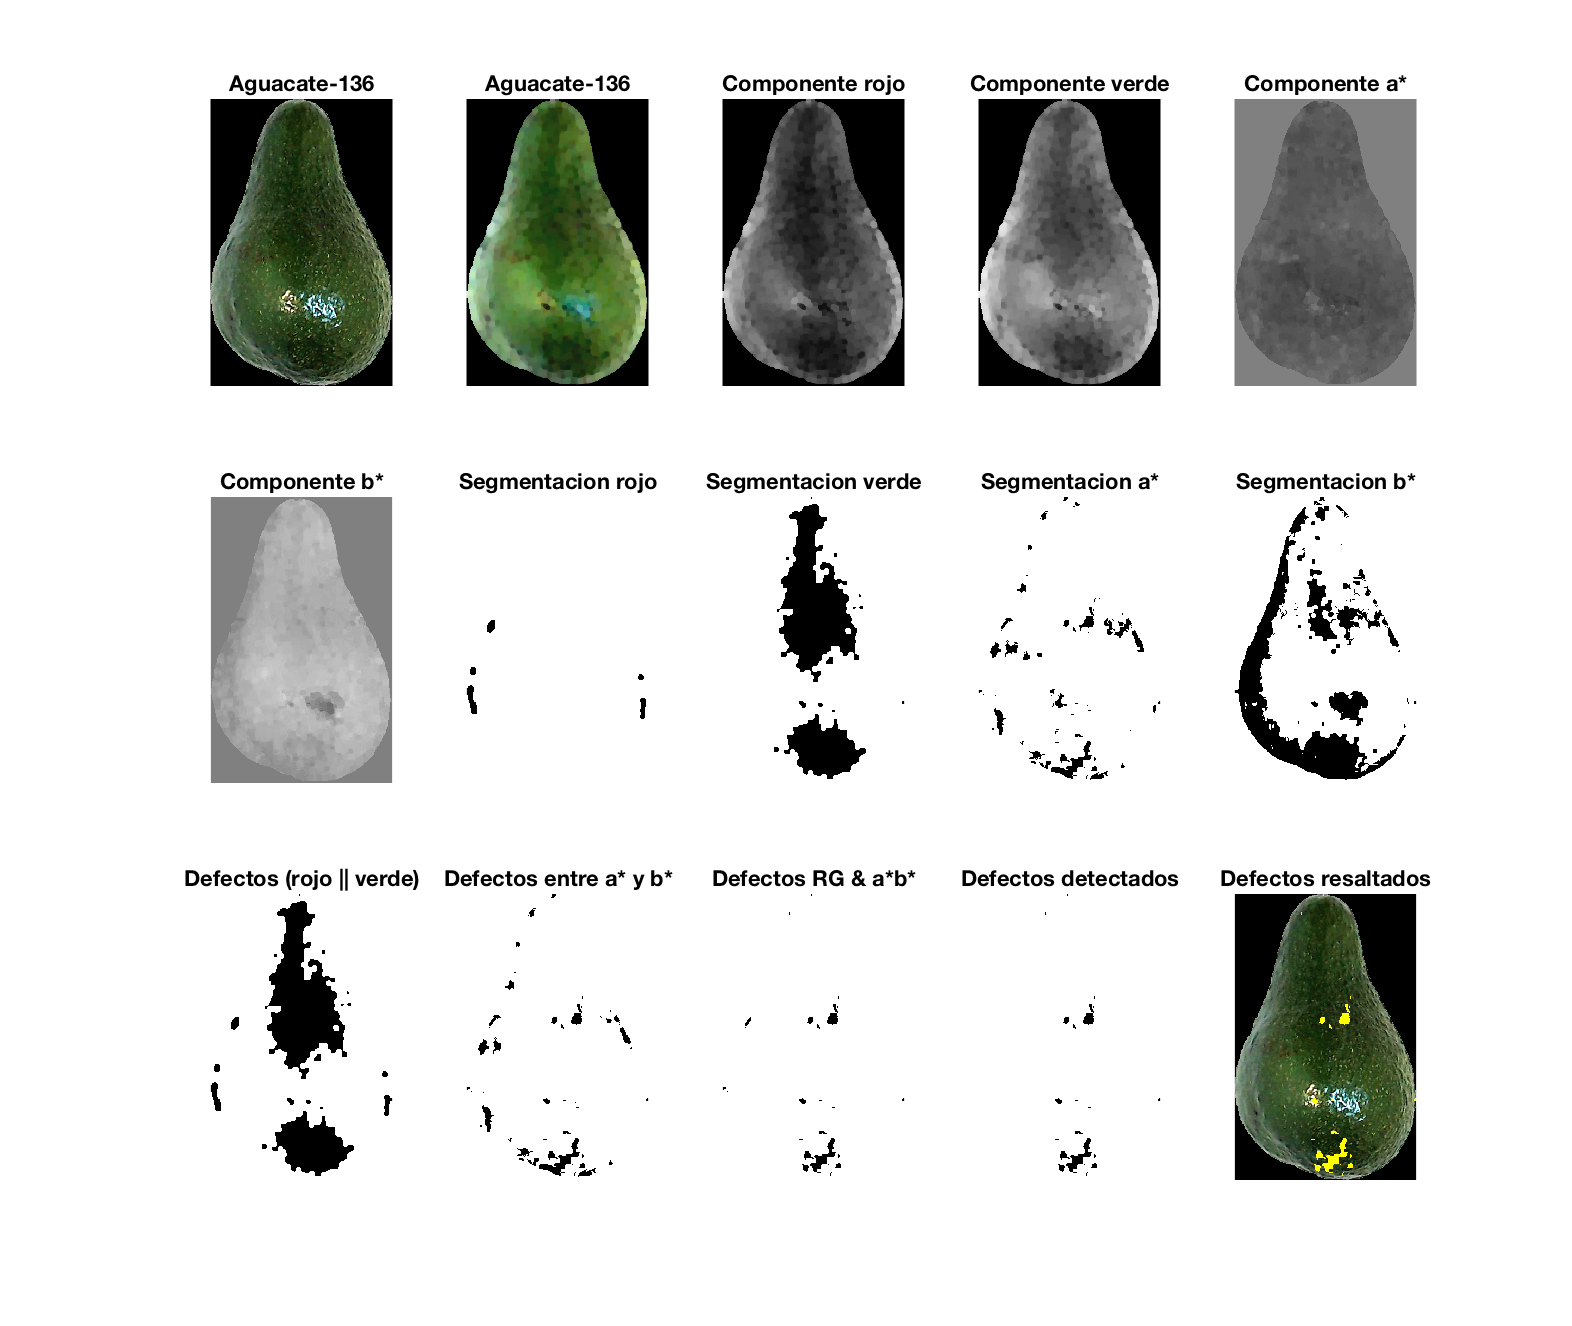 Aguacate-136
Aguacate-136
Componente rojo
Componente verde
Componente a*
Componente b*
Segmentacion rojo
Segmentacion verde
Segmentacion a*
Segmentacion b*
Defectos (rojo || verde)
Defectos entre a* y b*
Defectos RG & a*b*
Defectos detectados
Defectos resaltados